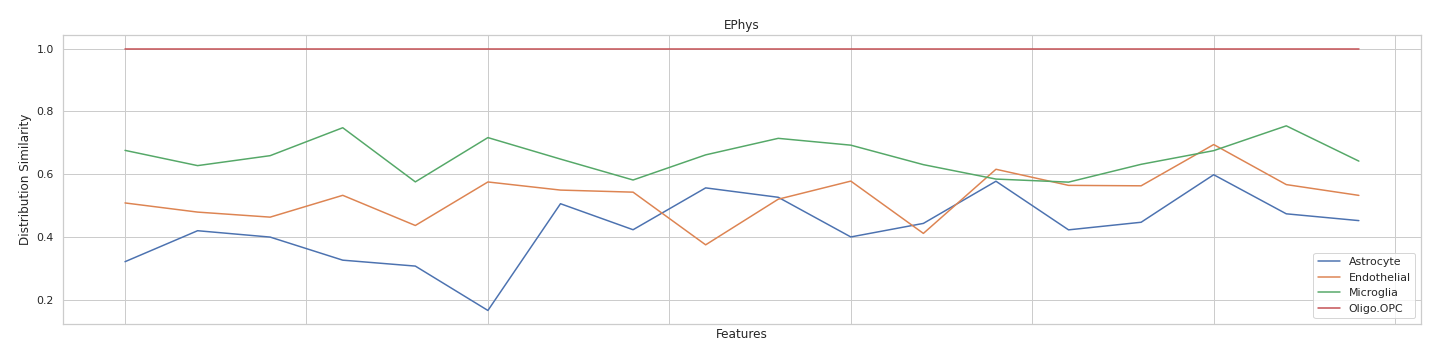 EPhys
1.0
0.8
0.6
0.4
0.2
Distribution Similarity
Features
Astrocyte
Endothelial
Microglia
Oligo.OPC